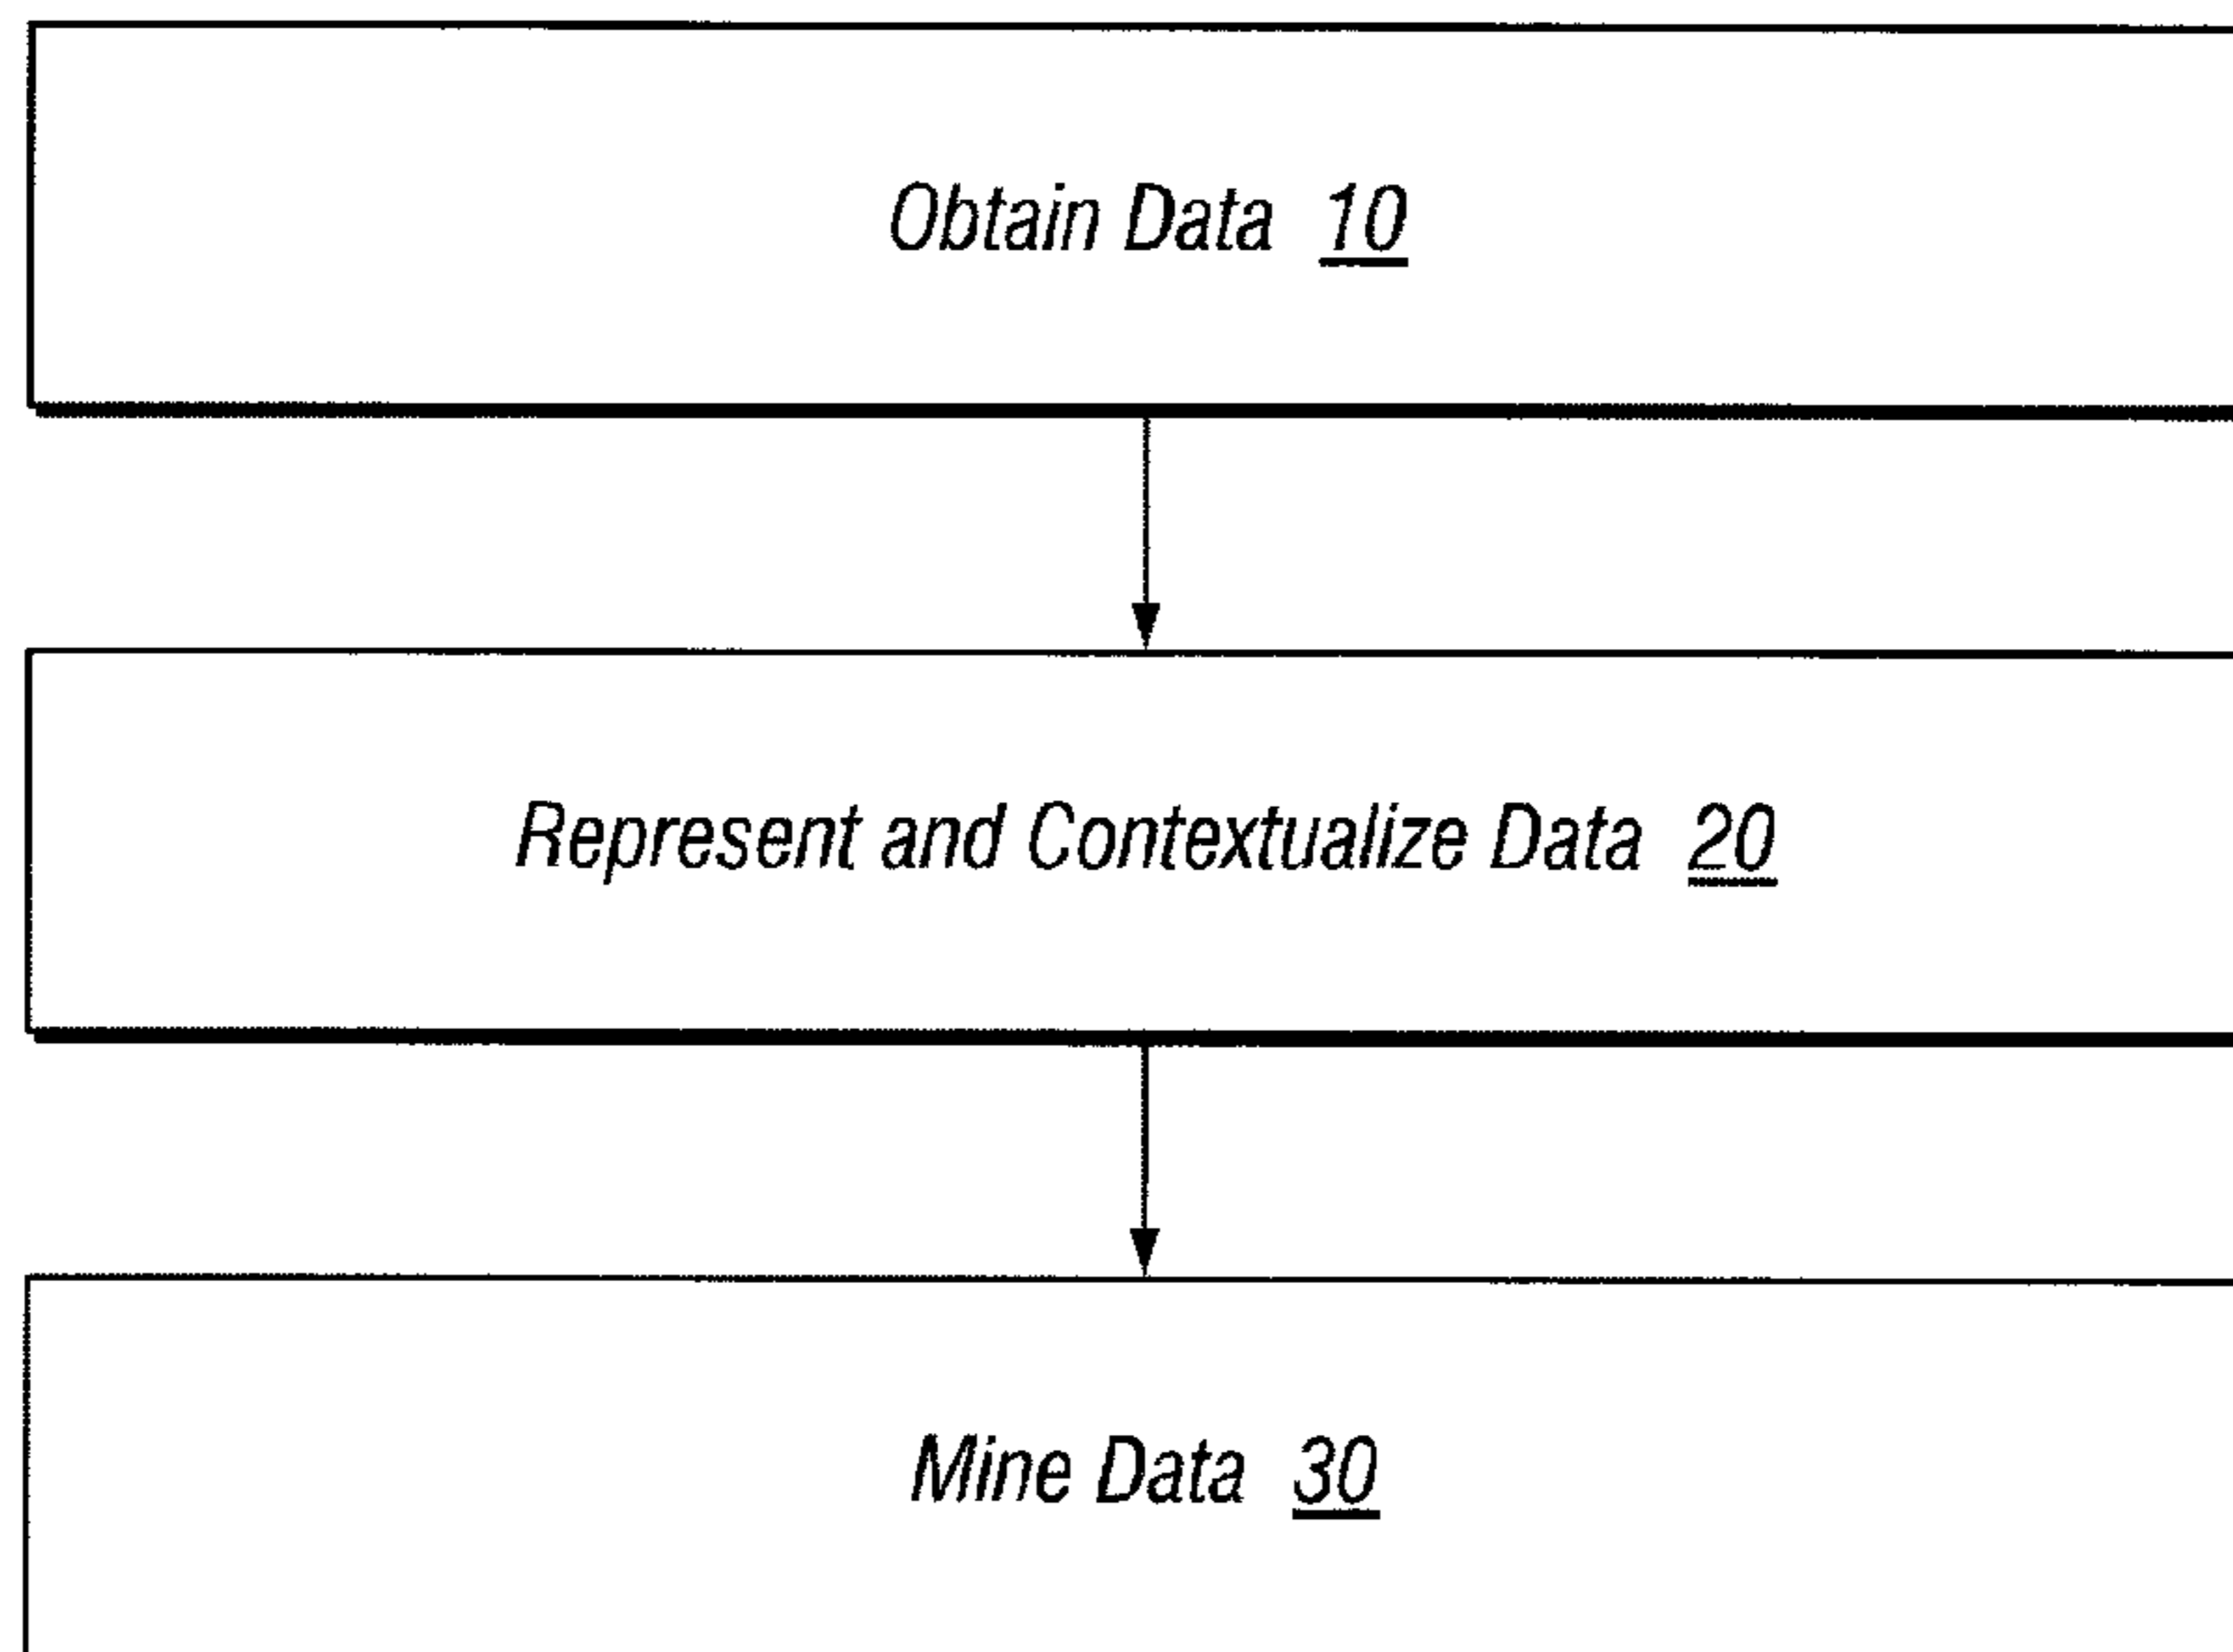 Obtain Data 10
Represent and Contextualize Data 20
Mine Data 30